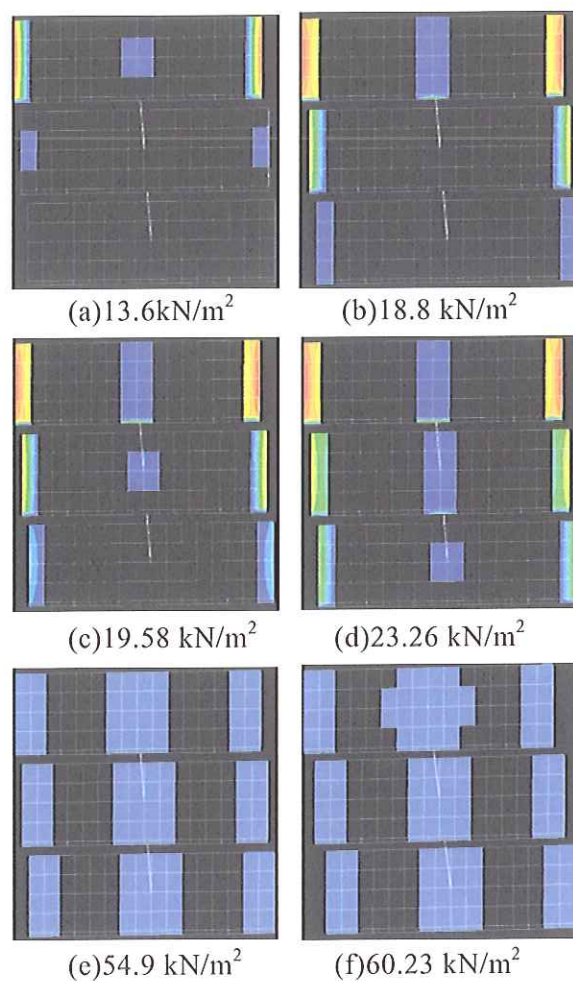 (a)13.6kN/m²
(b)18.8 kN/m²
(c)19.58 kN/m²
(d)23.26 kN/m²
(e)54.9 kN/m²
(f)60.23 kN/m²